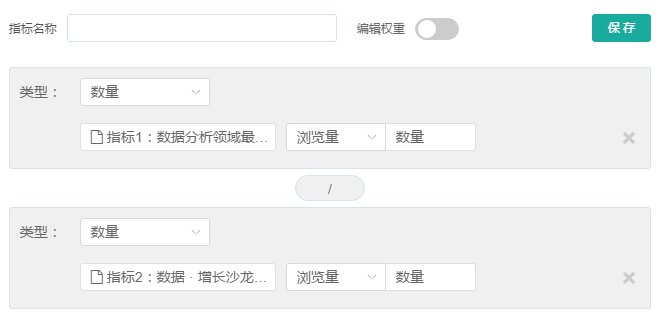 指标名称 编辑权重 保存
类型： 数量
指标1：数据分析领域最... 浏览量 数量
/
类型： 数量
指标2：数据 · 增长沙龙... 浏览量 数量